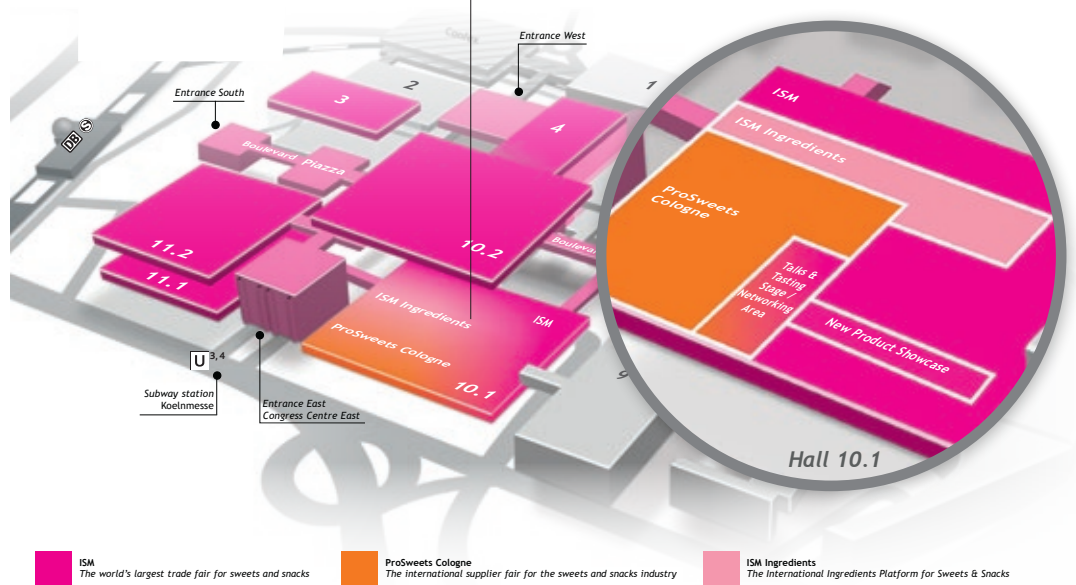 Confex
Entrance West
2
1
Entrance South
3
4
DB S
Boulevard
Piazza
11.2
11.1
10.2
Boulevard
ISM Ingredients
ISM
ProSweets Cologne
10.1
9
U 3,4
Subway station
Koelnmesse
Entrance East
Congress Centre East
ISM
ISM Ingredients
ProSweets
Cologne
Talks &
Tasting
Stage /
Networking
Area
New Product Showcase
Hall 10.1
ISM
The world's largest trade fair for sweets and snacks
ProSweets Cologne
The international supplier fair for the sweets and snacks industry
ISM Ingredients
The International Ingredients Platform for Sweets & Snacks